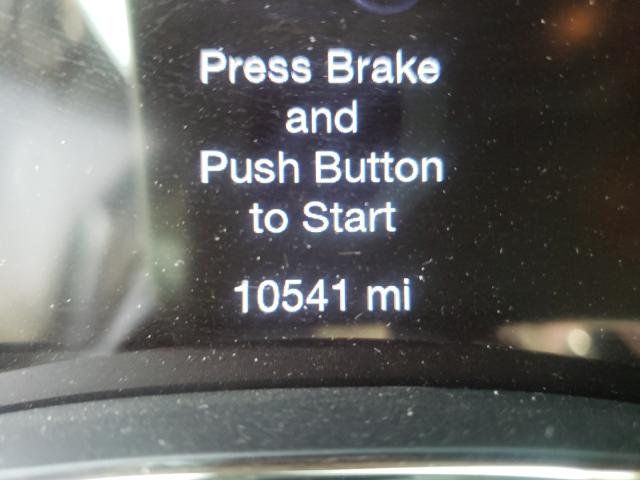 Press Brake
and
Push Button
to Start
10541 mi